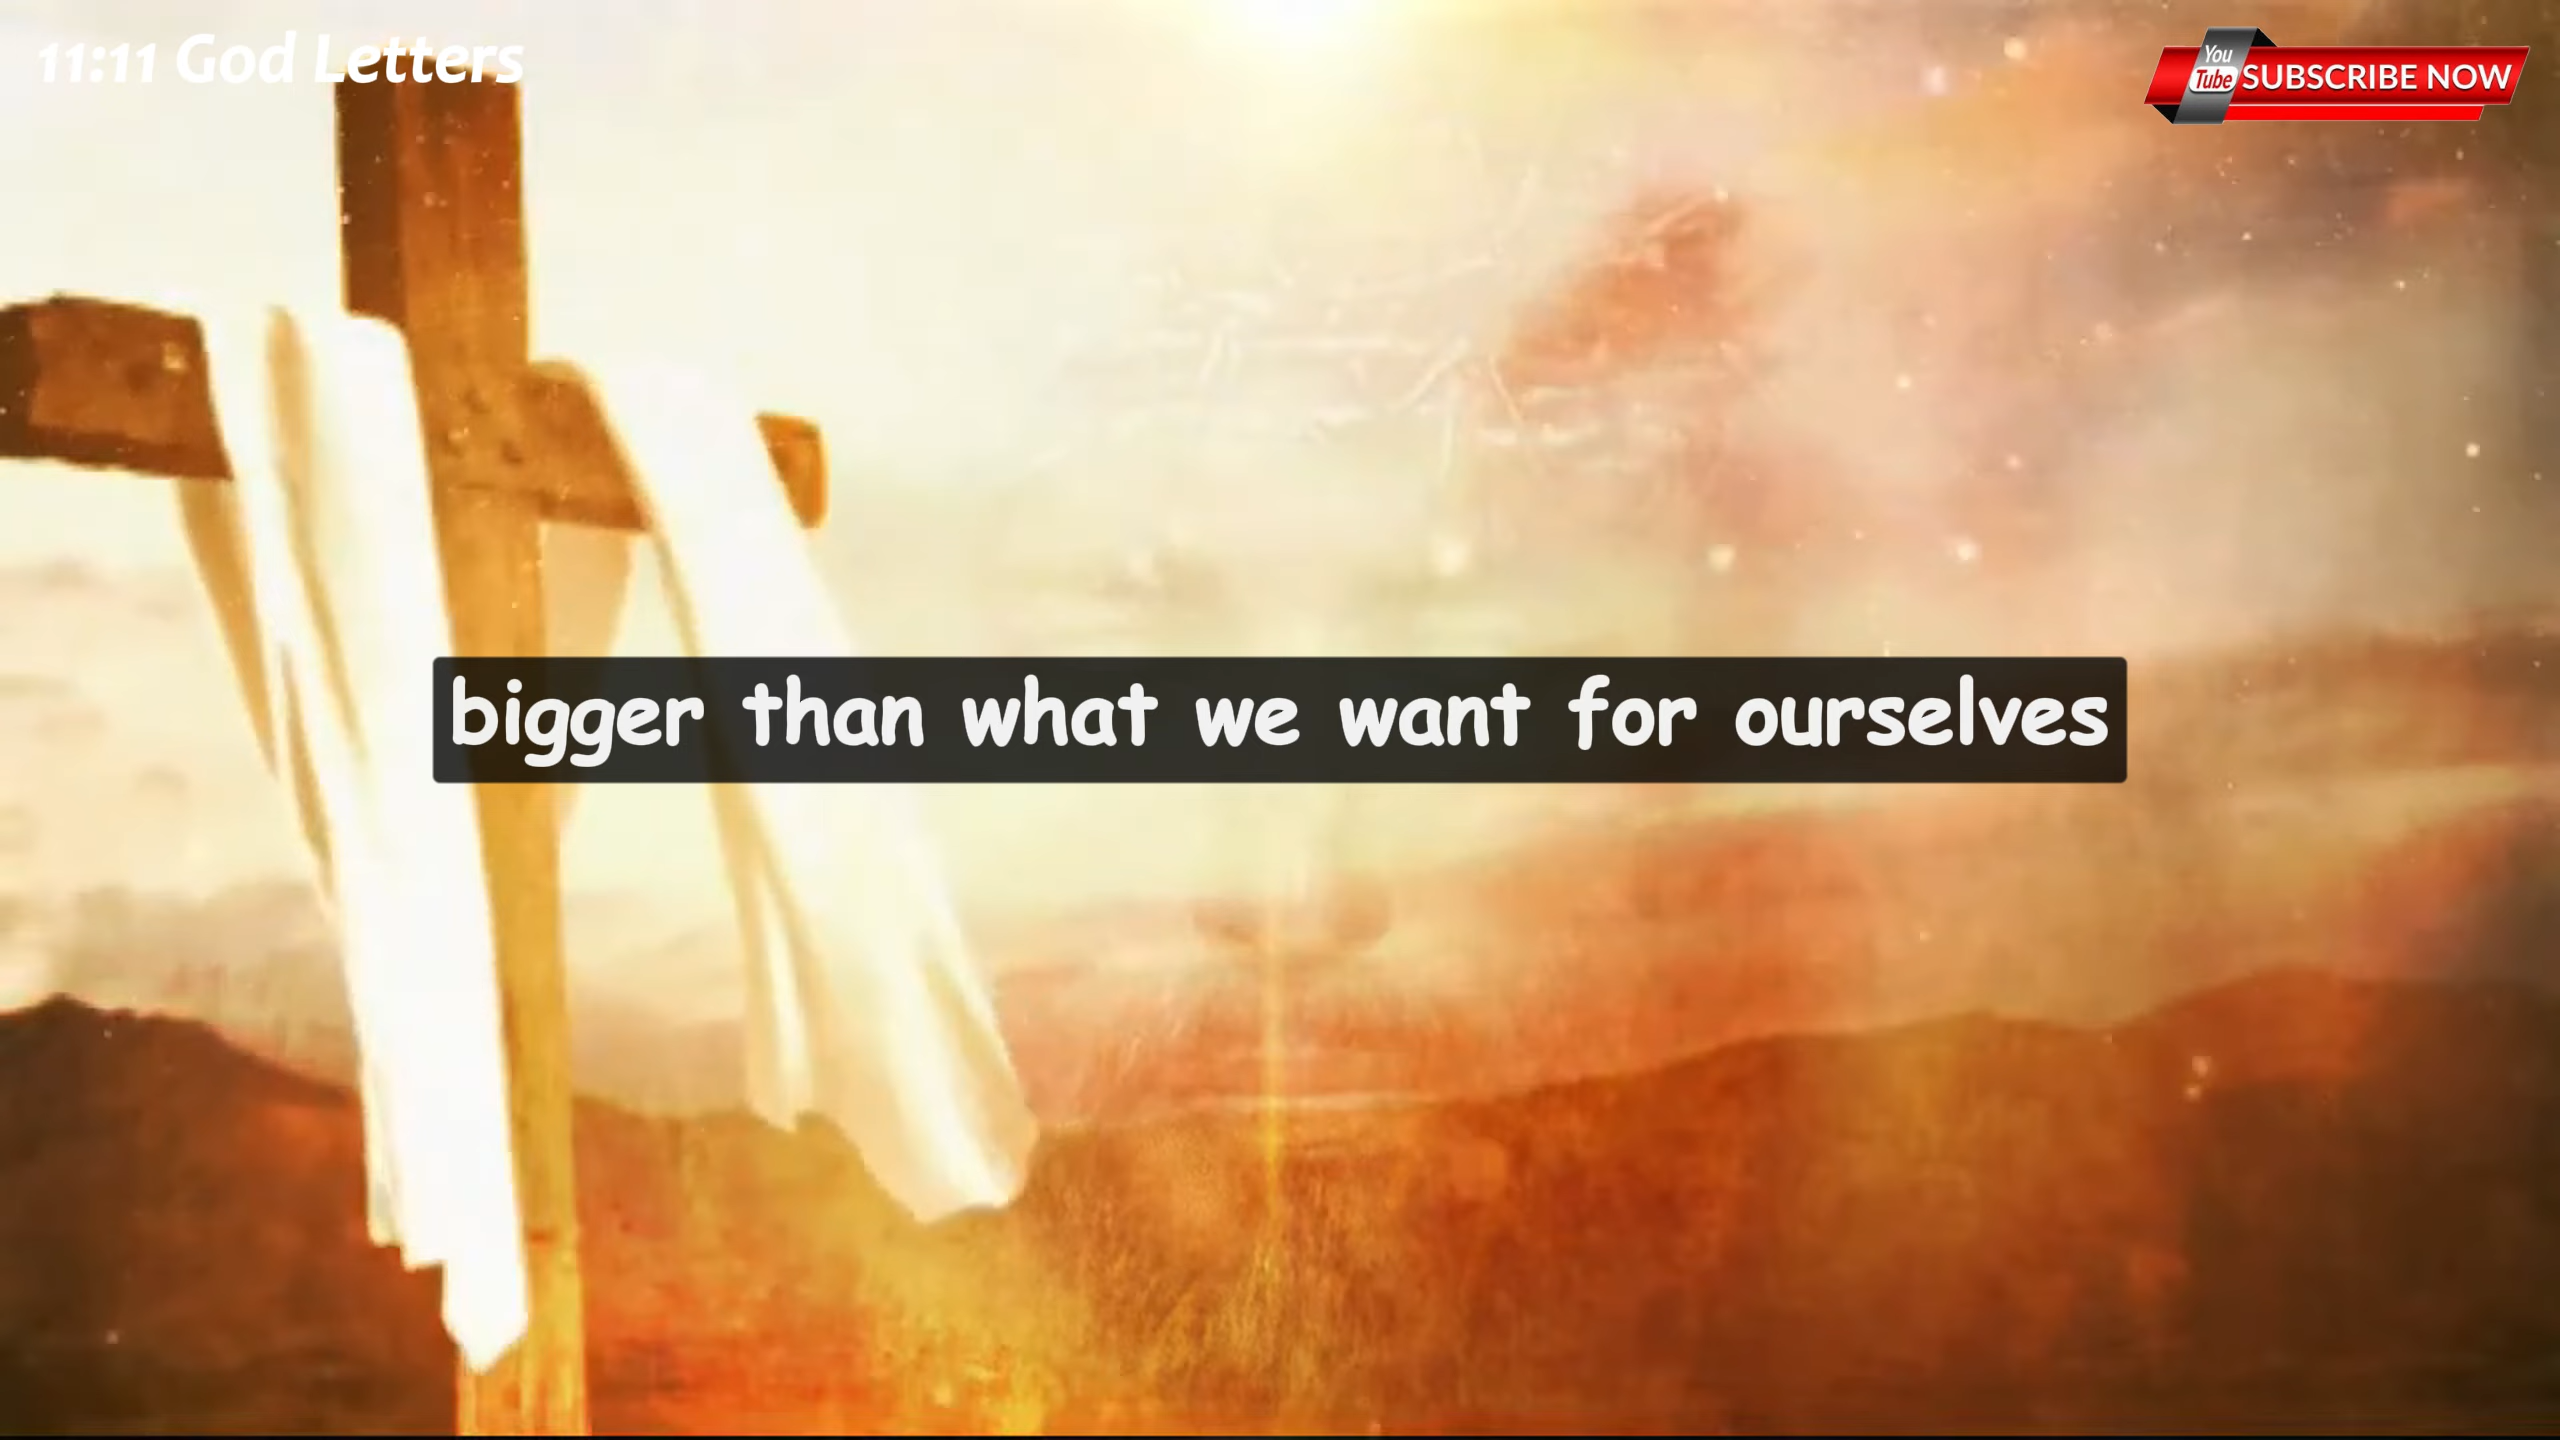 11:11 God Letters
You
Tube
SUBSCRIBE NOW
bigger than what we want for ourselves